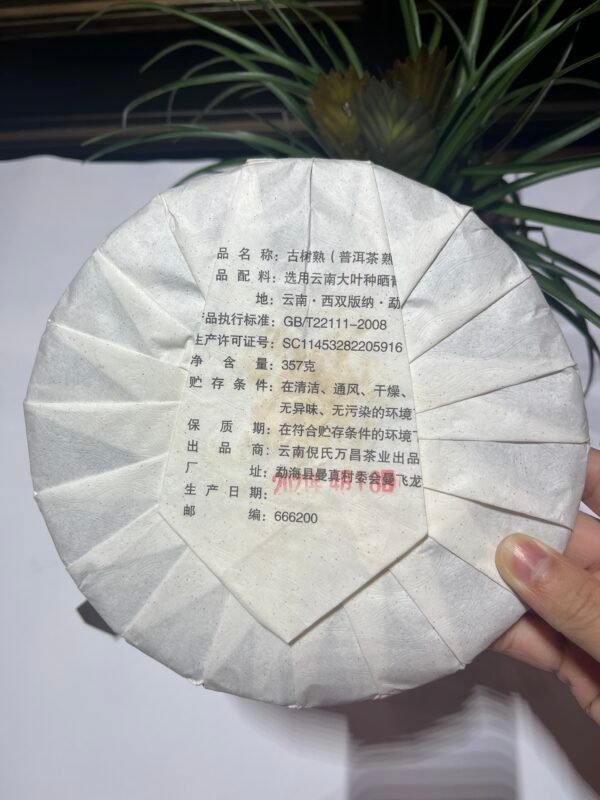 品名称：古树熟（普洱茶熟
品配料：选用云南大叶种晒青
地：云南·西双版纳·勐
产品执行标准：GB/T22111-2008
生产许可证号：SC11453282205916
净含量：357克
贮存条件：在清洁、通风、干燥、
无异味、无污染的环境
保质期：在符合贮存条件的环境
出品商：云南倪氏万昌茶业出品
厂址：勐海县曼真村委会曼飞龙
生产日期：
邮编：666200